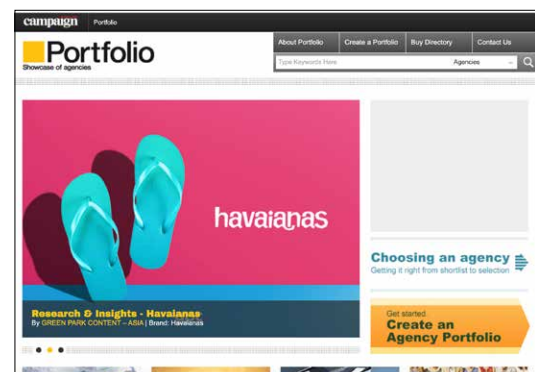 campaign Portfolio
Portfolio
Showcase of agencies
About Portfolio Create a Portfolio Buy Directory Contact Us
Type Keywords Here Agencies
havaianas
Research & Insights - Havaianas
By GREEN PARK CONTENT – ASIA | Brand: Havaianas
Choosing an agency
Getting it right from shortlist to selection
Get started
Create an
Agency Portfolio